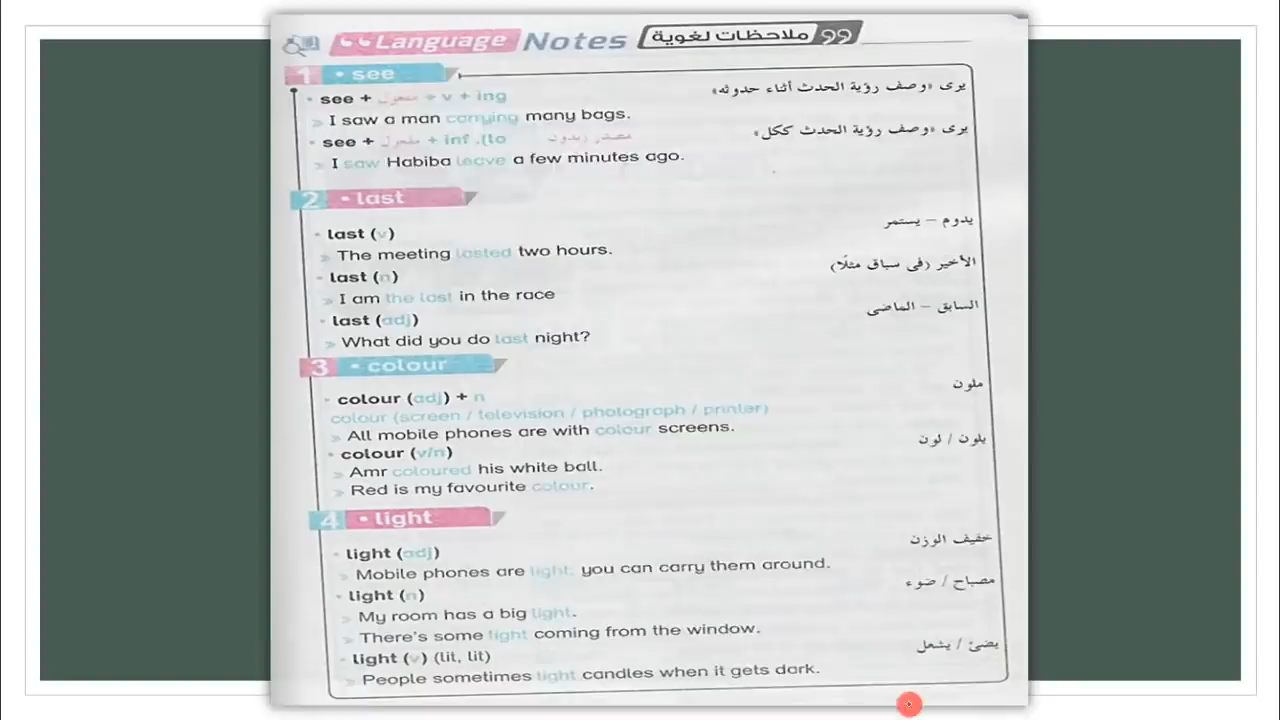 ❝ Language Notes ملاحظات لغوية 99
1 • see
• see + مفعول + v + ing يرى «وصف رؤية الحدث أثناء حدوثه»
» I saw a man carrying many bags.
• see + مفعول + inf .(to مصدر بدون يرى «وصف رؤية الحدث ككل»
» I saw Habiba leave a few minutes ago.
2 • last
• last (v) يدوم – يستمر
» The meeting lasted two hours.
• last (n) الأخير (فى سباق مثلًا)
» I am the last in the race
• last (adj) السابق – الماضى
» What did you do last night?
3 • colour
• colour (adj) + n ملون
colour (screen / television / photograph / printer)
» All mobile phones are with colour screens.
• colour (v/n) يلون / لون
» Amr coloured his white ball.
» Red is my favourite colour.
4 • light
• light (adj) خفيف الوزن
» Mobile phones are light; you can carry them around.
• light (n) مصباح / ضوء
» My room has a big light.
» There's some light coming from the window.
• light (v) (lit, lit) يضئ / يشعل
» People sometimes light candles when it gets dark.